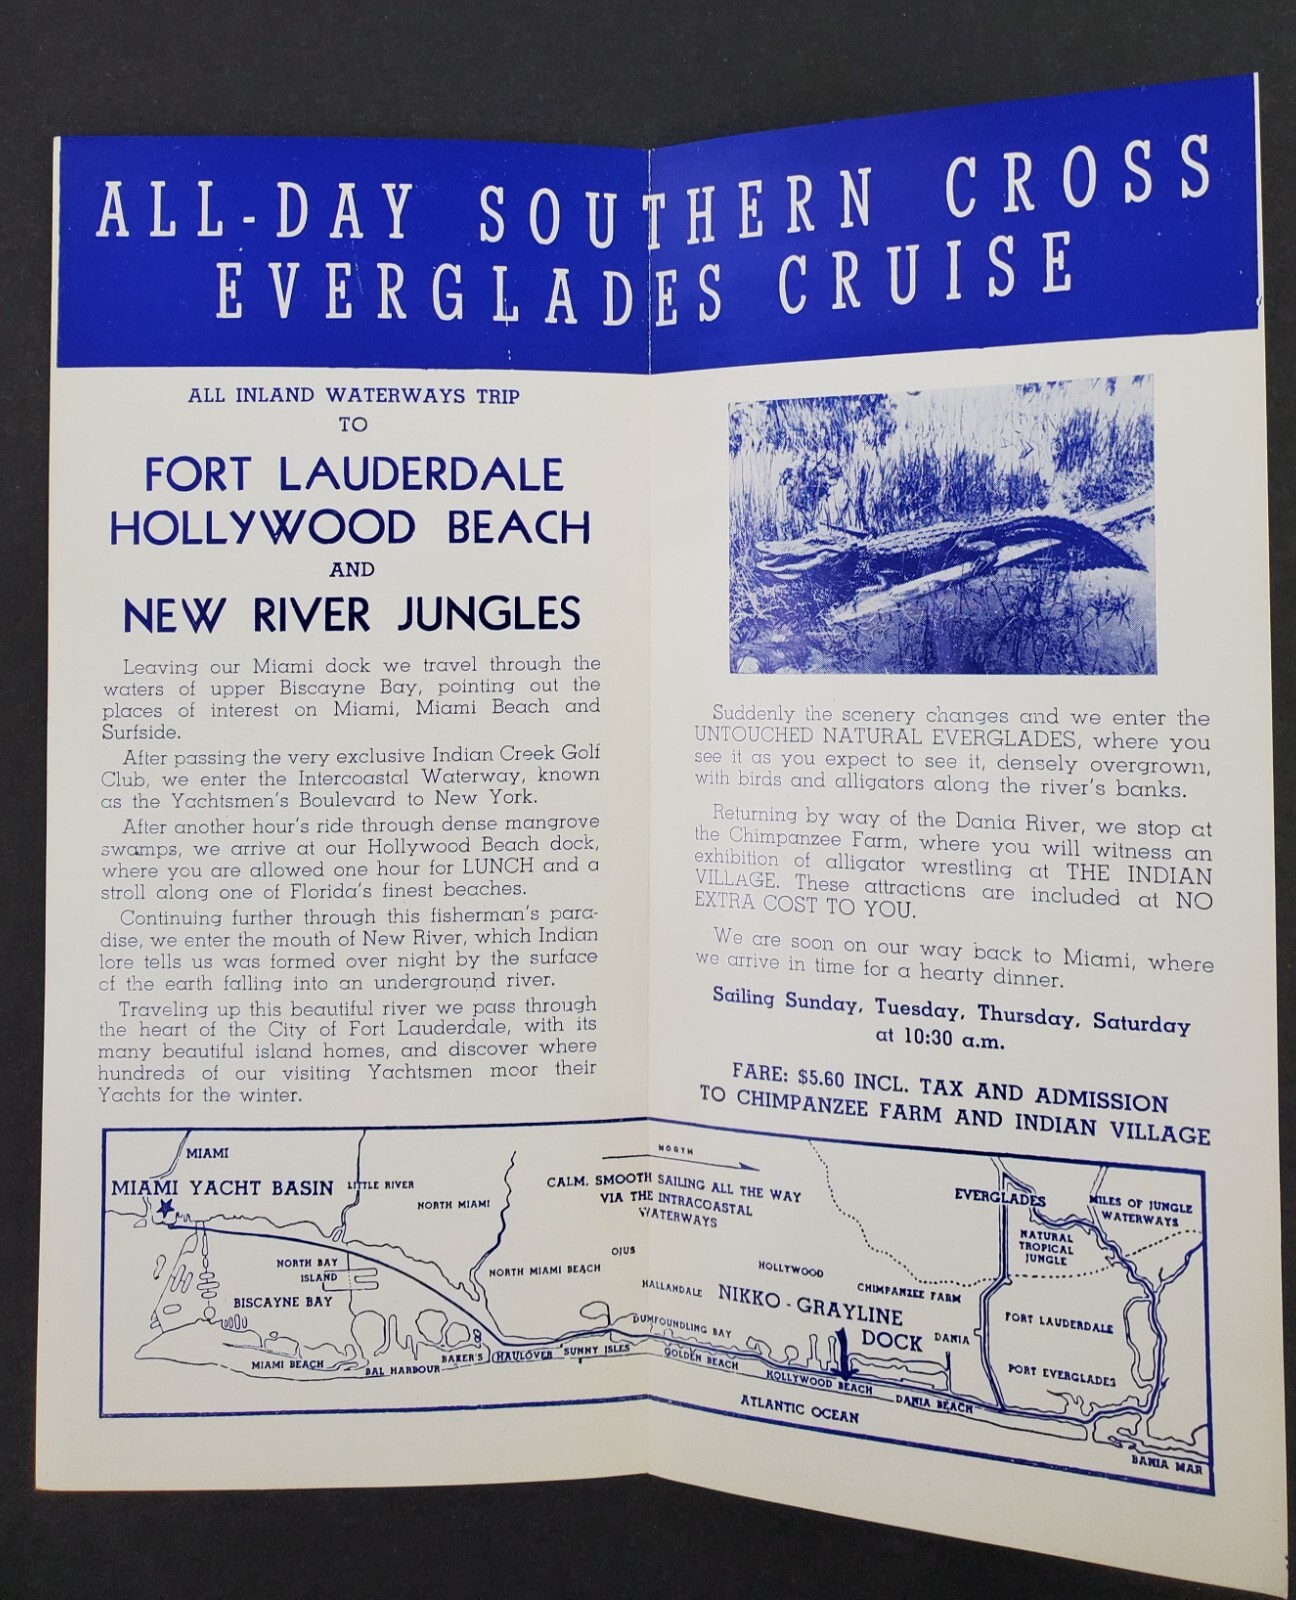 ALL-DAY SOUTHERN CROSS
EVERGLADES CRUISE
ALL INLAND WATERWAYS TRIP
TO
FORT LAUDERDALE
HOLLYWOOD BEACH
AND
NEW RIVER JUNGLES
Leaving our Miami dock we travel through the
waters of upper Biscayne Bay, pointing out the
places of interest on Miami, Miami Beach and
Surfside.
After passing the very exclusive Indian Creek Golf
Club, we enter the Intercoastal Waterway, known
as the Yachtsmen's Boulevard to New York.
After another hour's ride through dense mangrove
swamps, we arrive at our Hollywood Beach dock,
where you are allowed one hour for LUNCH and a
stroll along one of Florida's finest beaches.
Continuing further through this fisherman's para-
dise, we enter the mouth of New River, which Indian
lore tells us was formed over night by the surface
of the earth falling into an underground river.
Traveling up this beautiful river we pass through
the heart of the City of Fort Lauderdale, with its
many beautiful island homes, and discover where
hundreds of our visiting Yachtsmen moor their
Yachts for the winter.
Suddenly the scenery changes and we enter the
UNTOUCHED NATURAL EVERGLADES, where you
see it as you expect to see it, densely overgrown,
with birds and alligators along the river's banks.
Returning by way of the Dania River, we stop at
the Chimpanzee Farm, where you will witness an
exhibition of alligator wrestling at THE INDIAN
VILLAGE. These attractions are included at NO
EXTRA COST TO YOU.
We are soon on our way back to Miami, where
we arrive in time for a hearty dinner.
Sailing Sunday, Tuesday, Thursday, Saturday
at 10:30 a.m.
FARE: $5.60 INCL. TAX AND ADMISSION
TO CHIMPANZEE FARM AND INDIAN VILLAGE
MIAMI
MIAMI YACHT BASIN
LITTLE RIVER
NORTH MIAMI
NORTH
CALM, SMOOTH SAILING ALL THE WAY
VIA THE INTRACOASTAL
WATERWAYS
EVERGLADES
MILES OF JUNGLE
WATERWAYS
NATURAL
TROPICAL
JUNGLE
NORTH BAY
ISLAND
BISCAYNE BAY
NORTH MIAMI BEACH
OJUS
HOLLYWOOD
HALLANDALE
CHIMPANZEE FARM
NIKKO-GRAYLINE
DOCK
DANIA
FORT LAUDERDALE
DUMFOUNDLING BAY
PORT EVERGLADES
MIAMI BEACH
BAL HARBOUR
BAKER'S
HAULOVER
SUNNY ISLES
GOLDEN BEACH
HOLLYWOOD BEACH
DANIA BEACH
ATLANTIC OCEAN
BAHIA MAR